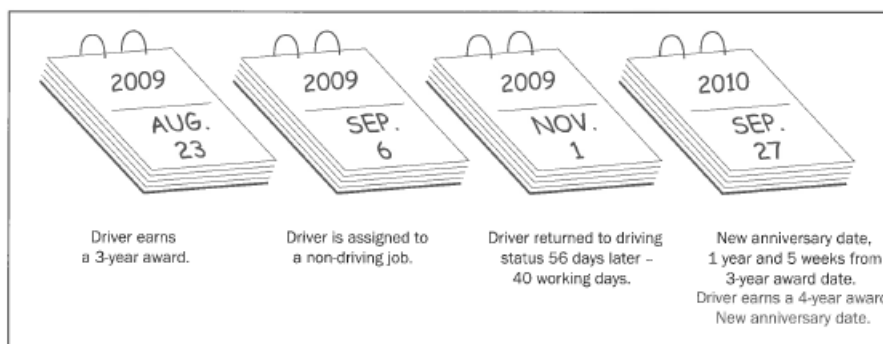 2009
AUG.
23
2009
SEP.
6
2009
NOV.
1
2010
SEP.
27
Driver earns
a 3-year award.
Driver is assigned to
a non-driving job.
Driver returned to driving
status 56 days later –
40 working days.
New anniversary date,
1 year and 5 weeks from
3-year award date.
Driver earns a 4-year award
New anniversary date.